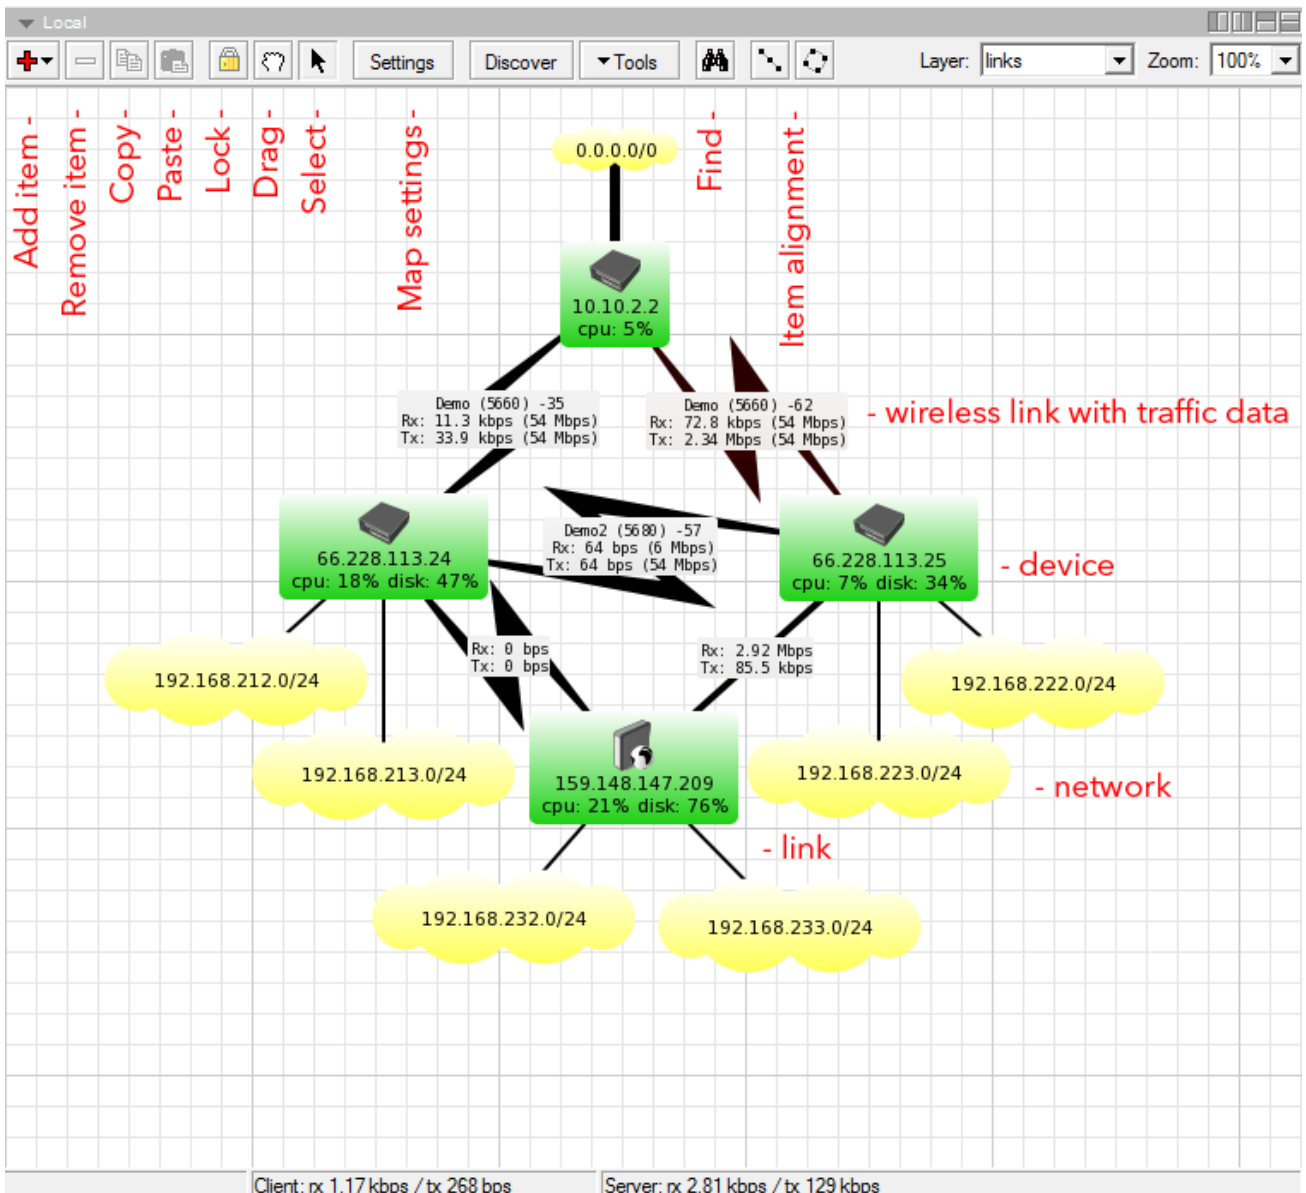 Local
Settings
Discover
Tools
Layer: links
Zoom: 100%
Add item -
Remove item -
Copy -
Paste -
Lock -
Drag -
Select -
Map settings -
Find -
Item alignment -
0.0.0.0/0
10.10.2.2
cpu: 5%
Demo (5660) -35
Rx: 11.3 kbps (54 Mbps)
Tx: 33.9 kbps (54 Mbps)
Demo (5660) -62
Rx: 72.8 kbps (54 Mbps)
Tx: 2.34 Mbps (54 Mbps)
- wireless link with traffic data
66.228.113.24
cpu: 18% disk: 47%
Demo2 (5680) -57
Rx: 64 bps (6 Mbps)
Tx: 64 bps (54 Mbps)
66.228.113.25
cpu: 7% disk: 34%
- device
Rx: 0 bps
Tx: 0 bps
Rx: 2.92 Mbps
Tx: 85.5 kbps
192.168.212.0/24
192.168.222.0/24
192.168.213.0/24
159.148.147.209
cpu: 21% disk: 76%
192.168.223.0/24
- network
- link
192.168.232.0/24
192.168.233.0/24
Client: rx 1.17 kbps / tx 268 bps
Server: rx 2.81 kbps / tx 129 kbps